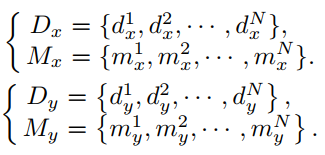 D_x = {d_x^1, d_x^2, ⋯ , d_x^N},
M_x = {m_x^1, m_x^2, ⋯ , m_x^N}.
D_y = {d_y^1, d_y^2, ⋯ , d_y^N} ,
M_y = {m_y^1, m_y^2, ⋯ , m_y^N} .